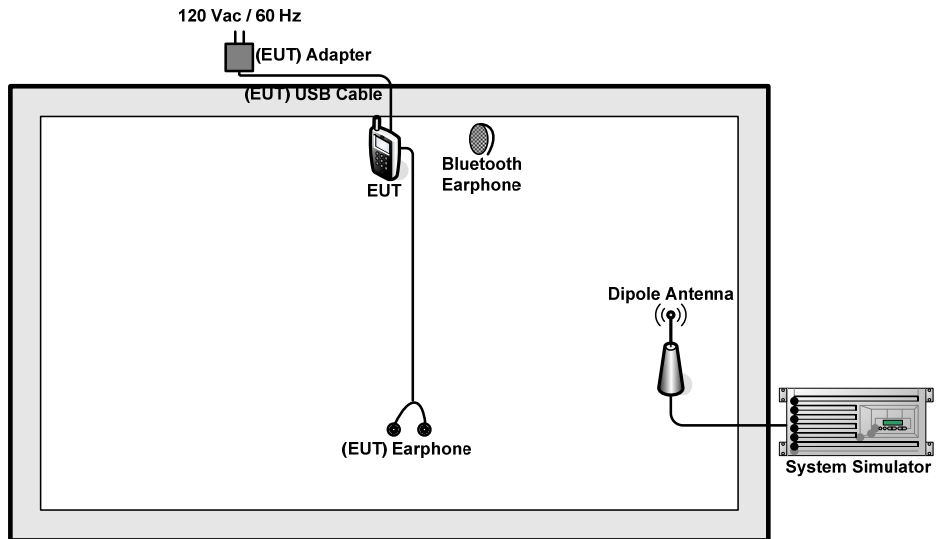 120 Vac / 60 Hz
(EUT) Adapter
(EUT) USB Cable
EUT
Bluetooth
Earphone
Dipole Antenna
(EUT) Earphone
System Simulator